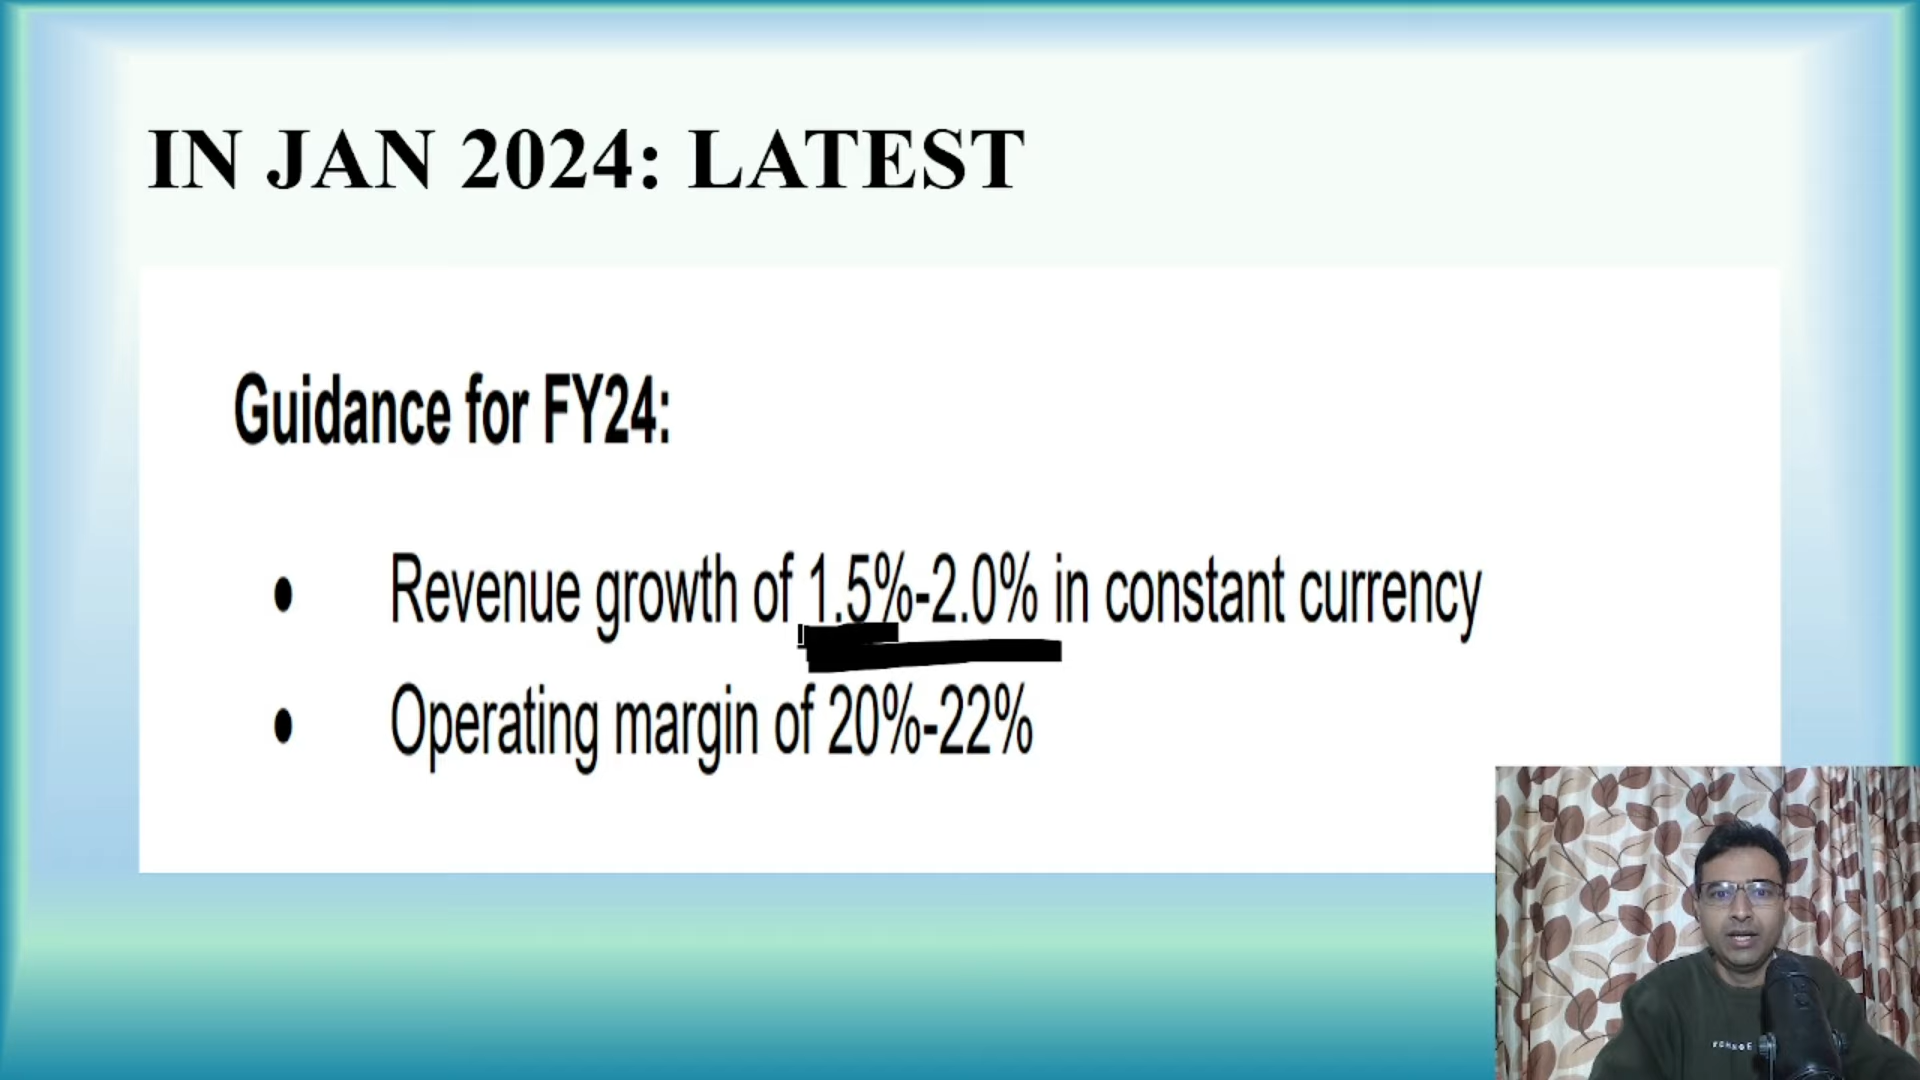 IN JAN 2024: LATEST
Guidance for FY24:
• Revenue growth of 1.5%-2.0% in constant currency
• Operating margin of 20%-22%